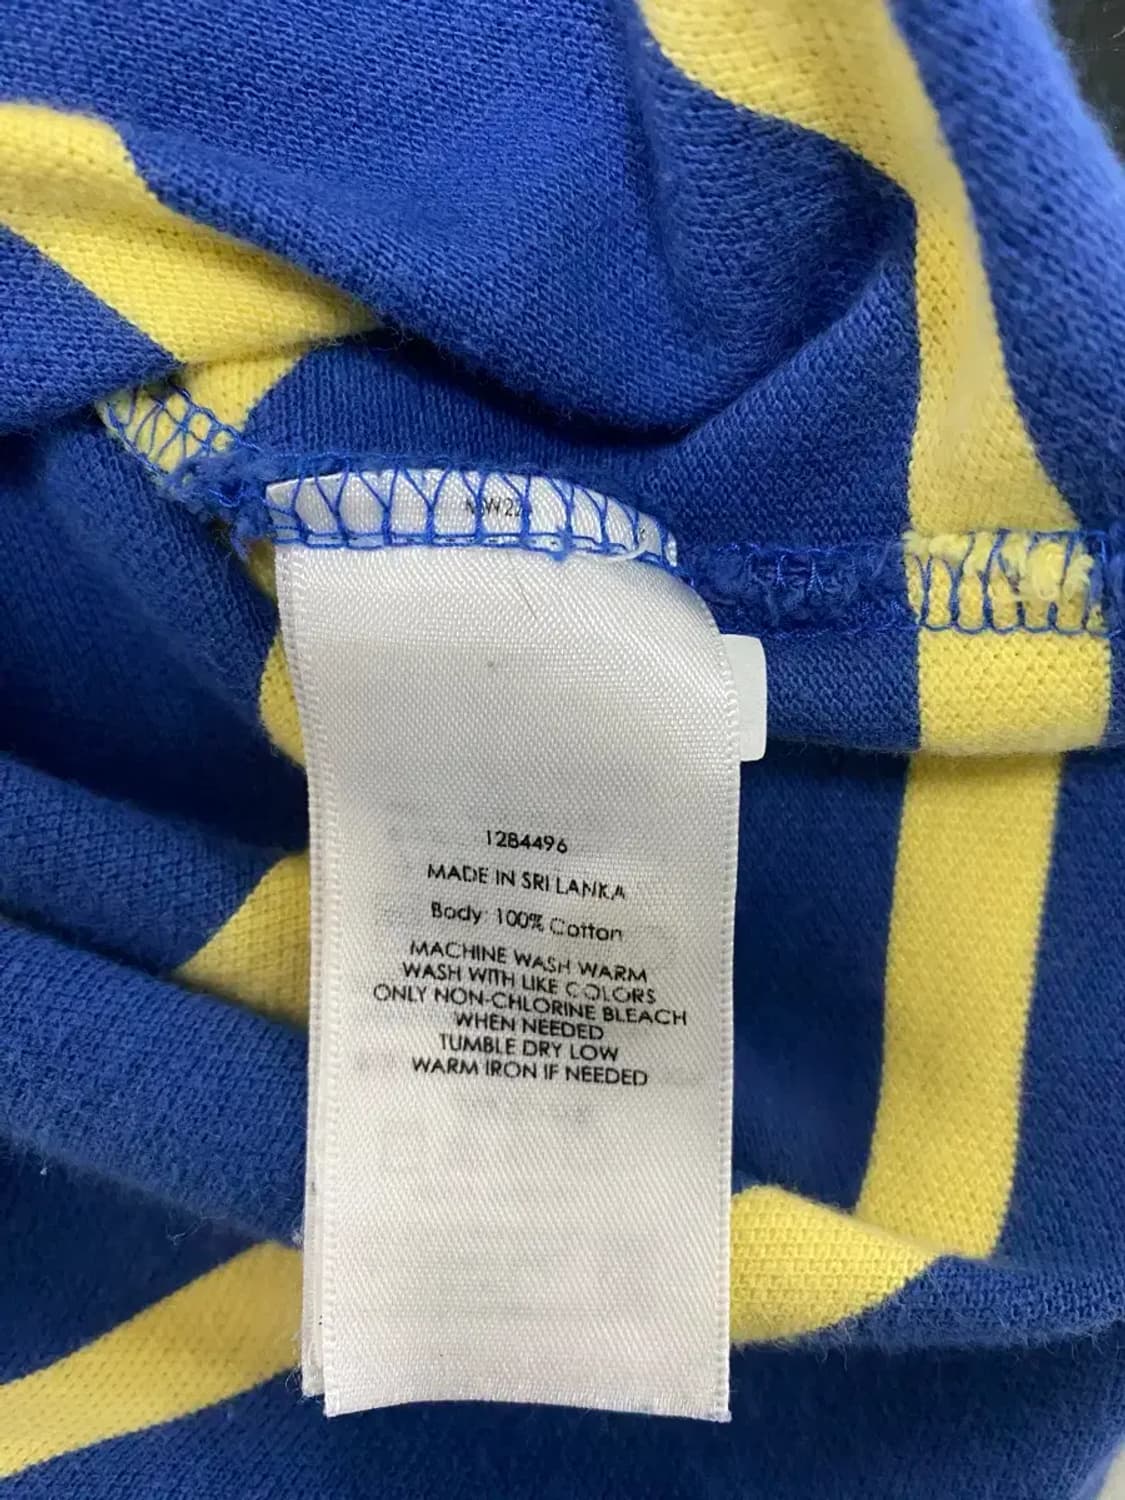 1284496
MADE IN SRI LANKA
Body: 100% Cotton
MACHINE WASH WARM
WASH WITH LIKE COLORS
ONLY NON-CHLORINE BLEACH
WHEN NEEDED
TUMBLE DRY LOW
WARM IRON IF NEEDED